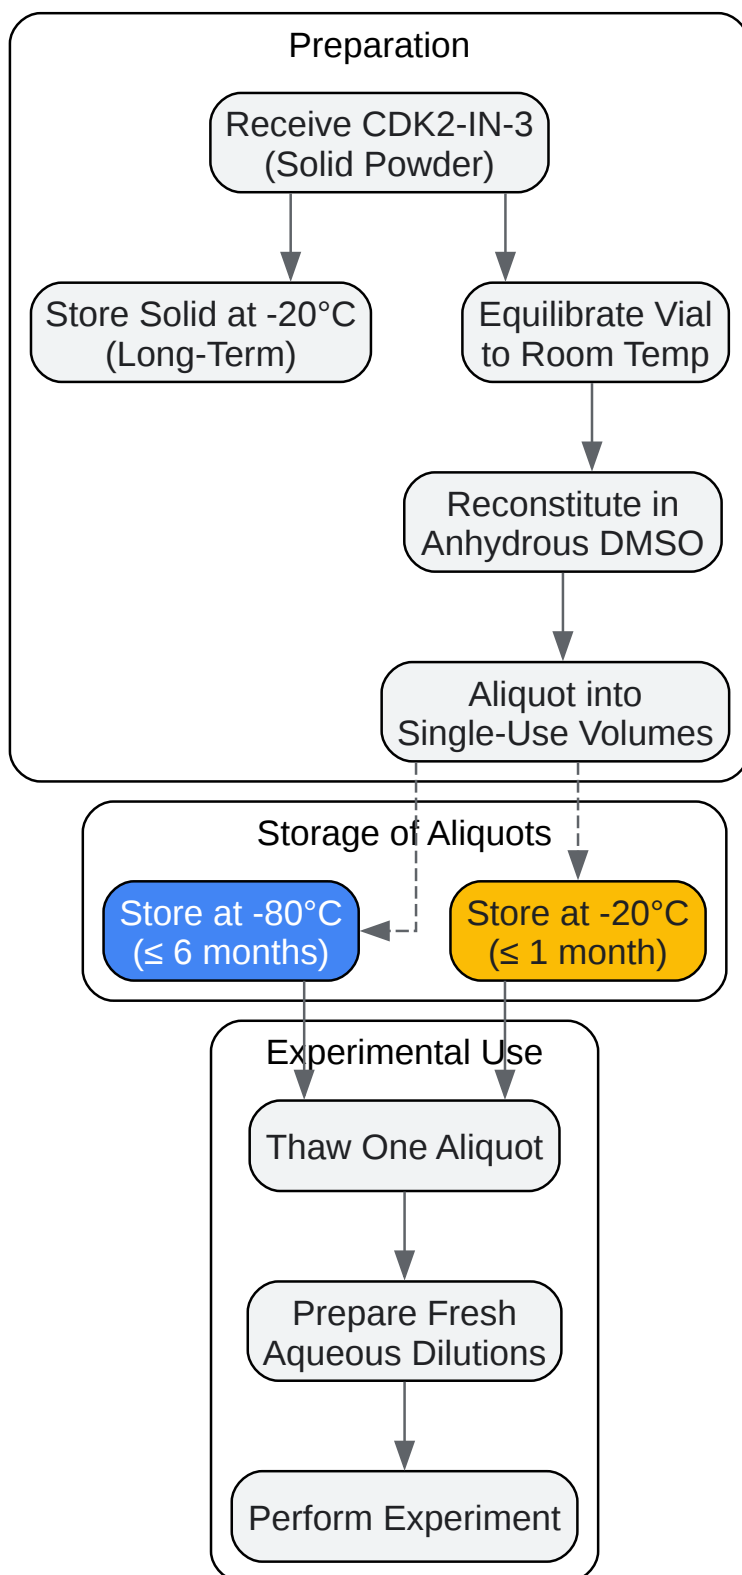 Preparation
Receive CDK2-IN-3
(Solid Powder)
Store Solid at -20°C
(Long-Term)
Equilibrate Vial
to Room Temp
Reconstitute in
Anhydrous DMSO
Aliquot into
Single-Use Volumes
Storage of Aliquots
Store at -80°C
(≤ 6 months)
Store at -20°C
(≤ 1 month)
Experimental Use
Thaw One Aliquot
Prepare Fresh
Aqueous Dilutions
Perform Experiment